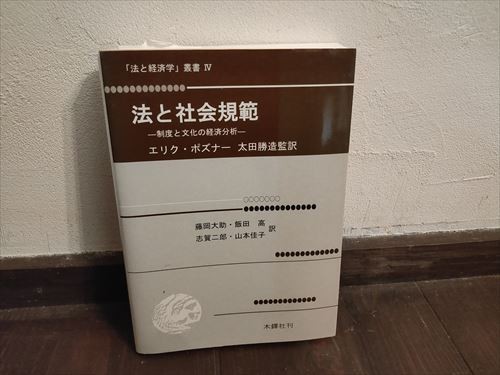 「法と経済学」叢書 Ⅳ
法と社会規範
―制度と文化の経済分析―
エリク・ポズナー 太田勝造監訳
藤岡大助・飯田 高
志賀二郎・山本佳子 訳
木鐸社刊